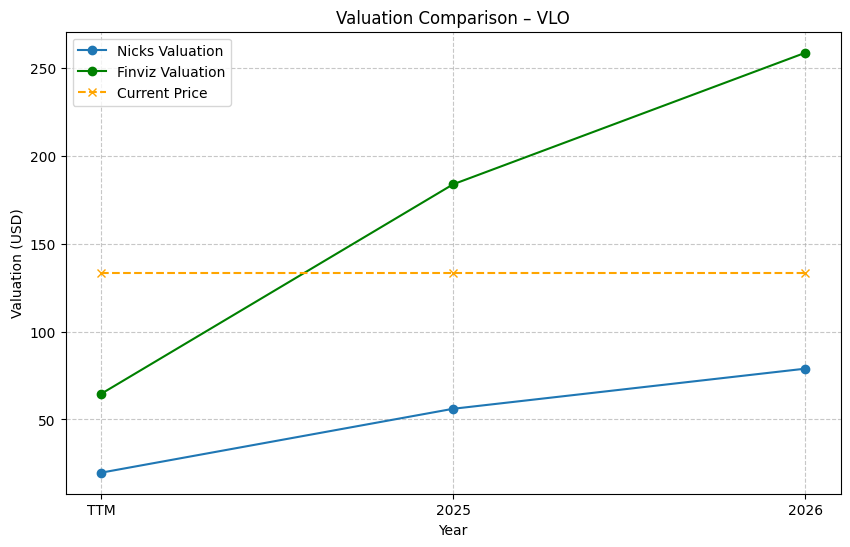 Valuation Comparison – VLO
Nicks Valuation
Finviz Valuation
Current Price
Valuation (USD)
250
200
150
100
50
TTM
2025
2026
Year